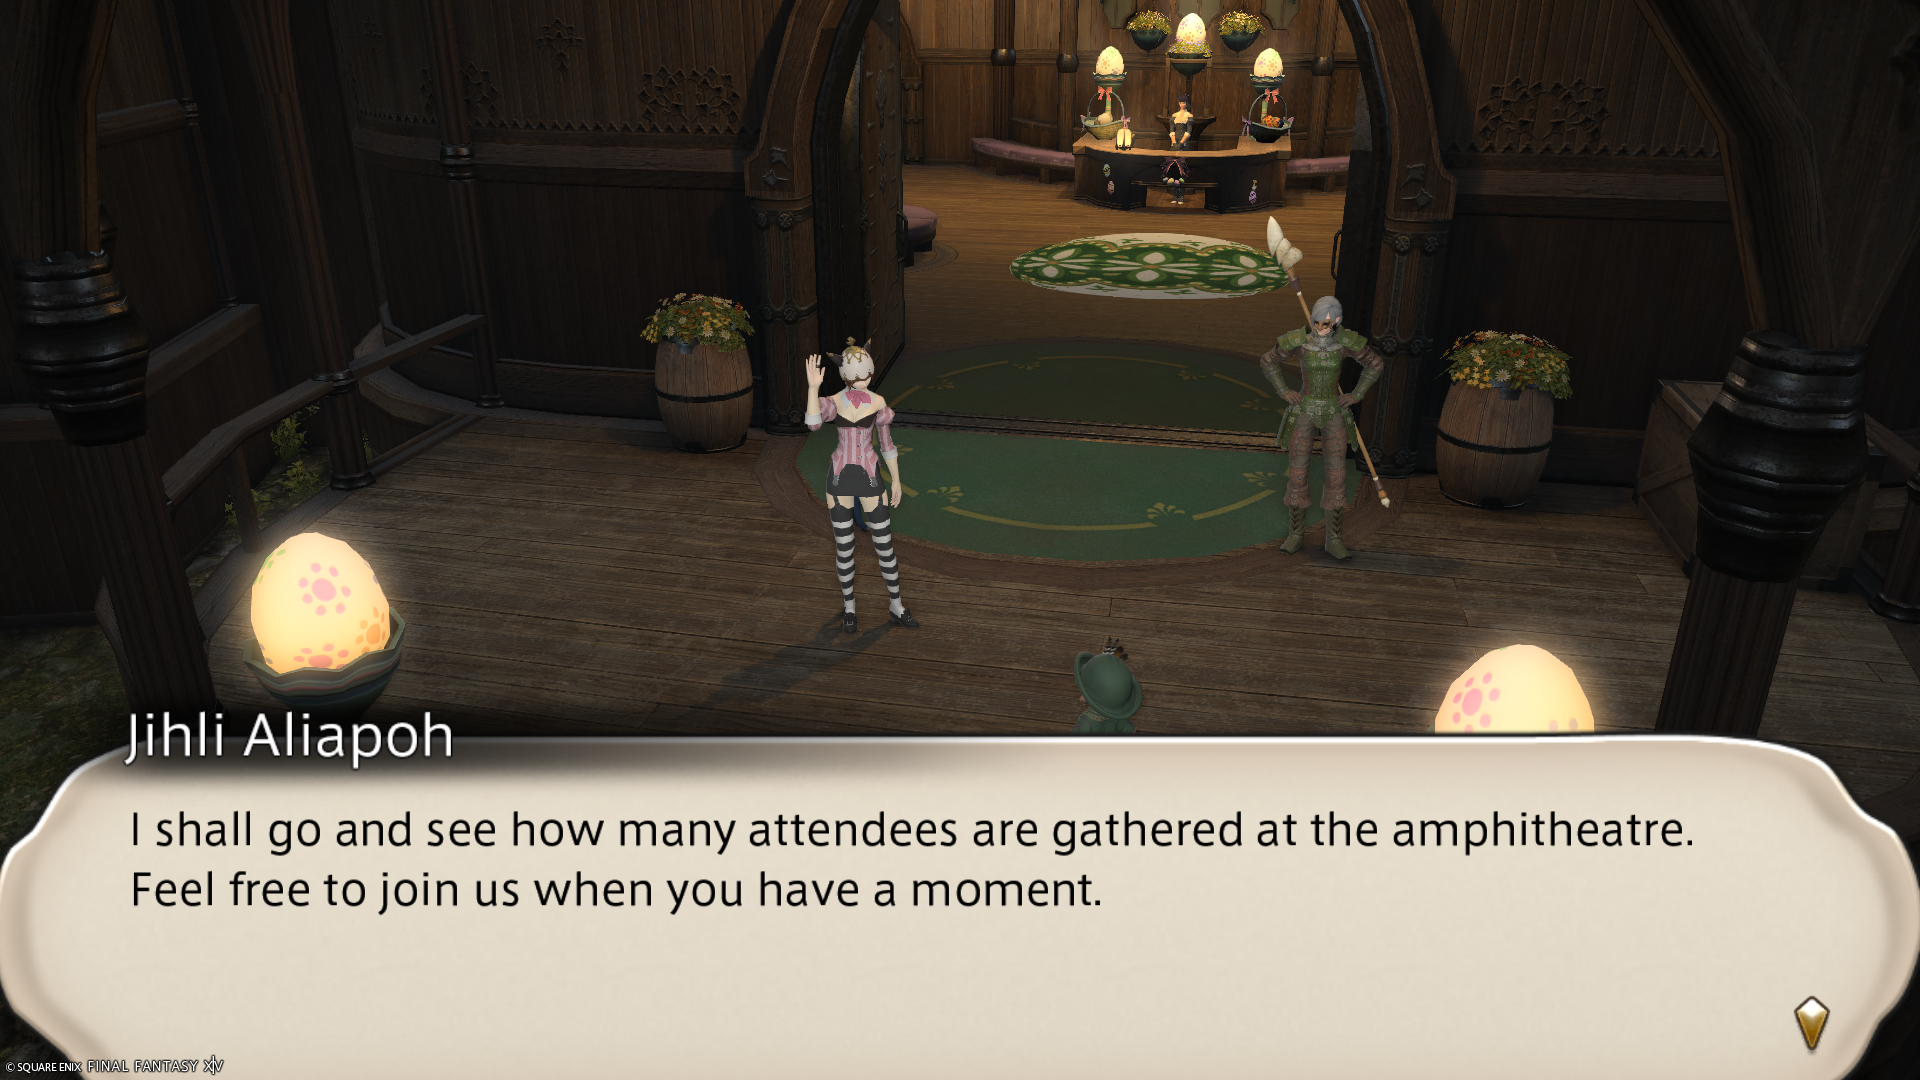 Jihli Aliapoh
I shall go and see how many attendees are gathered at the amphitheatre.
Feel free to join us when you have a moment.
© SQUARE ENIX FINAL FANTASY XIV